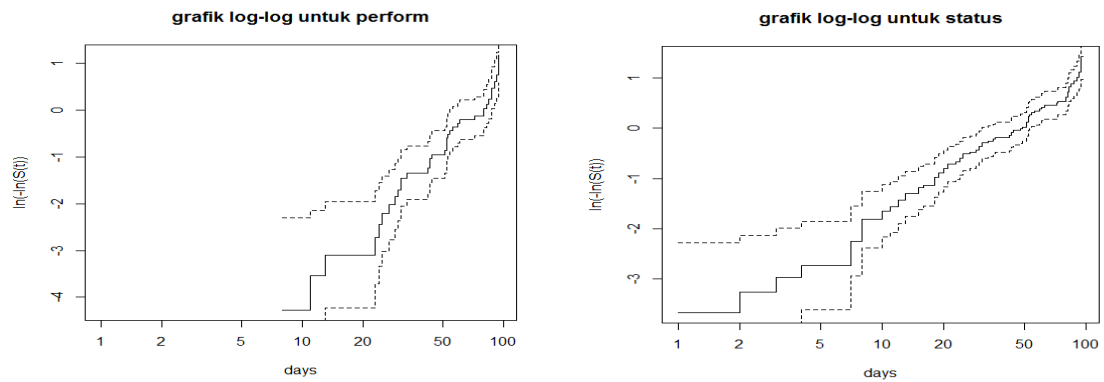 grafik log-log untuk perform
ln(-ln(S(t))
1
0
-1
-2
-3
-4
1 2 5 10 20 50 100
days
grafik log-log untuk status
ln(-ln(S(t))
1
0
-1
-2
-3
1 2 5 10 20 50 100
days